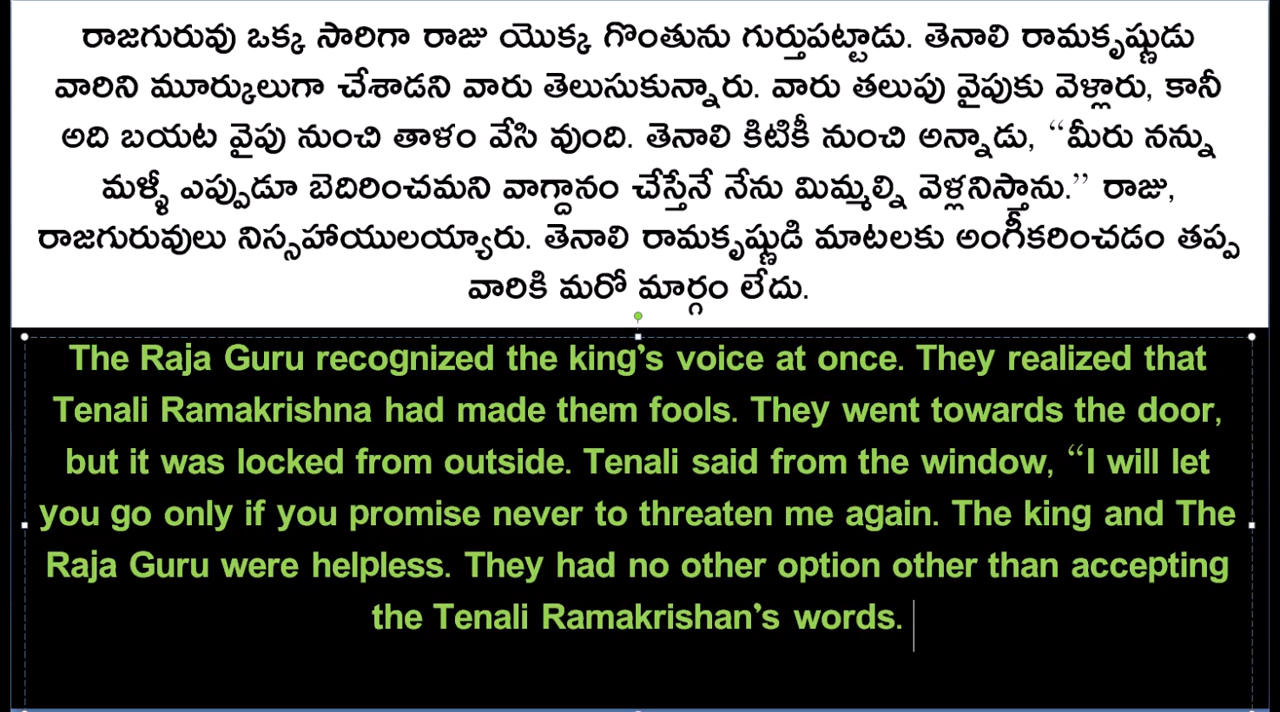 రాజగురువు ఒక్క సారిగా రాజు యొక్క గొంతును గుర్తుపట్టాడు. తెనాలి రామకృష్ణుడు
వారిని మూర్కులుగా చేశాడని వారు తెలుసుకున్నారు. వారు తలుపు వైపుకు వెళ్లారు, కానీ
అది బయట వైపు నుంచి తాళం వేసి వుంది. తెనాలి కిటికీ నుంచి అన్నాడు, “మీరు నన్ను
మళ్ళీ ఎప్పుడూ బెదిరించమని వాగ్దానం చేస్తేనే నేను మిమ్మల్ని వెళ్లనిస్తాను.” రాజు,
రాజగురువులు నిస్సహాయులయ్యారు. తెనాలి రామకృష్ణుడి మాటలకు అంగీకరించడం తప్ప
వారికి మరో మార్గం లేదు.
The Raja Guru recognized the king’s voice at once. They realized that
Tenali Ramakrishna had made them fools. They went towards the door,
but it was locked from outside. Tenali said from the window, “I will let
you go only if you promise never to threaten me again. The king and The
Raja Guru were helpless. They had no other option other than accepting
the Tenali Ramakrishan’s words.